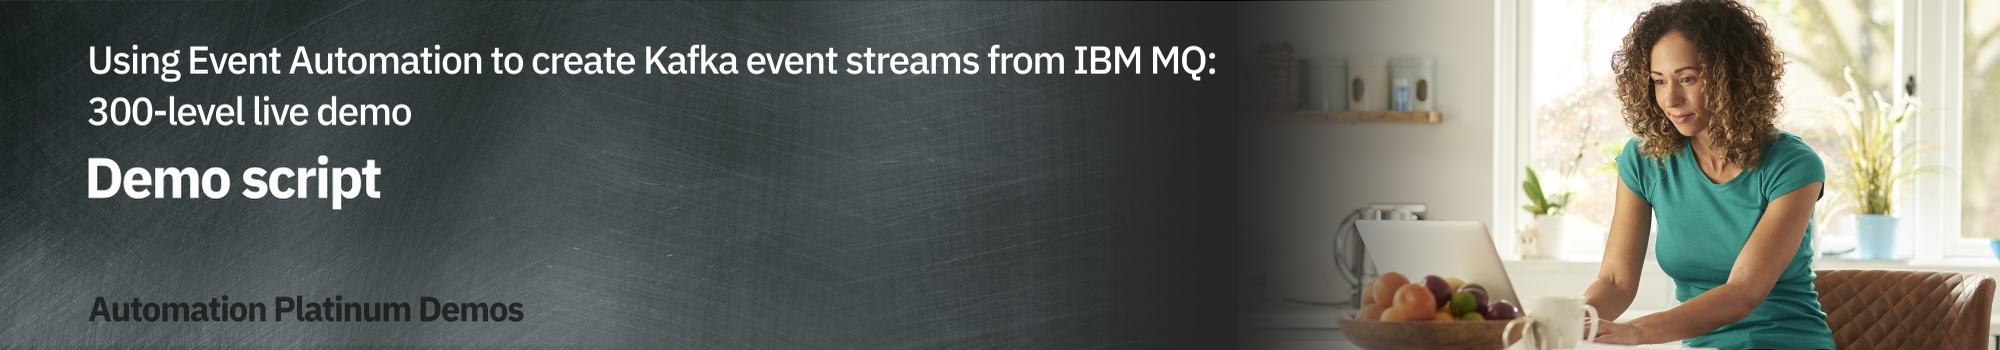 Using Event Automation to create Kafka event streams from IBM MQ:
300-level live demo
Demo script
Automation Platinum Demos